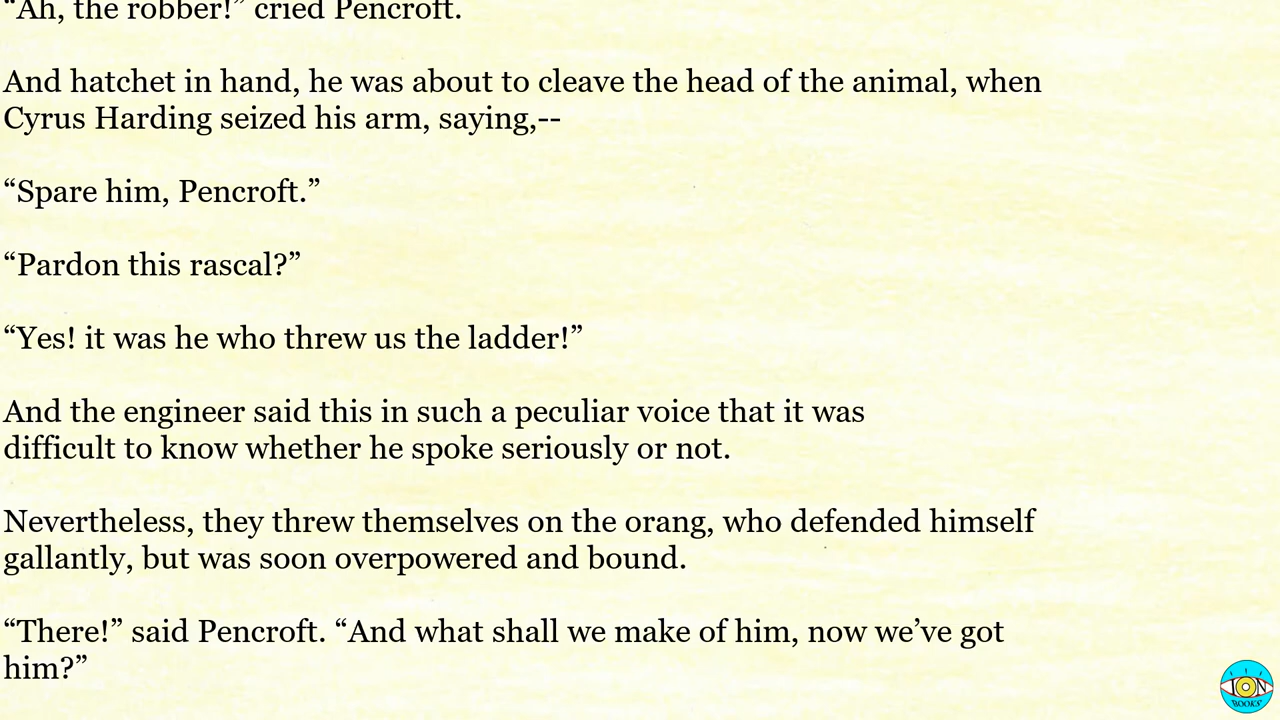 “Ah, the robber!” cried Pencroft.
And hatchet in hand, he was about to cleave the head of the animal, when
Cyrus Harding seized his arm, saying,--
“Spare him, Pencroft.”
“Pardon this rascal?”
“Yes! it was he who threw us the ladder!”
And the engineer said this in such a peculiar voice that it was
difficult to know whether he spoke seriously or not.
Nevertheless, they threw themselves on the orang, who defended himself
gallantly, but was soon overpowered and bound.
“There!” said Pencroft. “And what shall we make of him, now we’ve got
him?”
ION
BOOKS